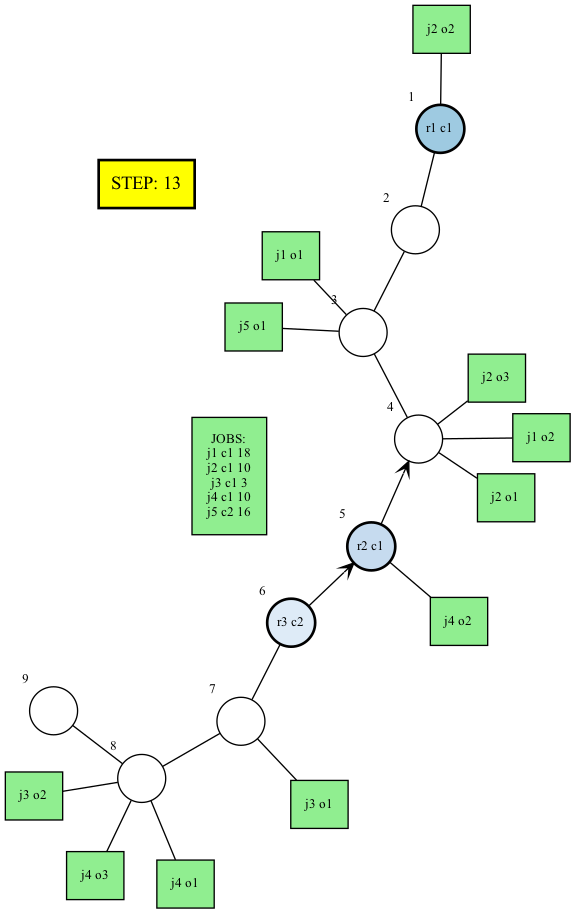 j2 o2
1
r1 c1
STEP: 13
2
j1 o1
3
j5 o1
j2 o3
4
j1 o2
JOBS:
j1 c1 18
j2 c1 10
j3 c1 3
j4 c1 10
j5 c2 16
j2 o1
5
r2 c1
6
r3 c2
j4 o2
9
7
8
j3 o2
j3 o1
j4 o3
j4 o1